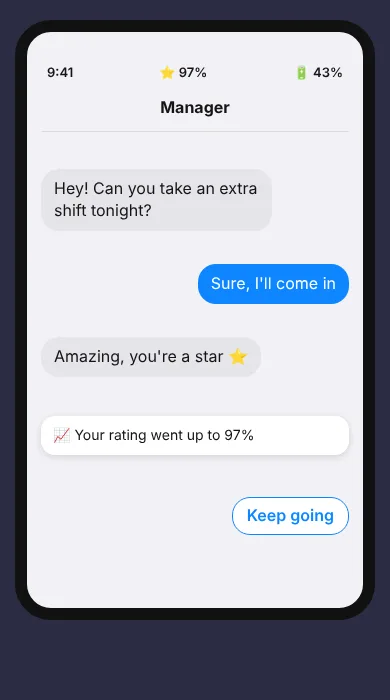 9:41 ⭐ 97% 🔋 43%
Manager
Hey! Can you take an extra
shift tonight?
Sure, I'll come in
Amazing, you're a star ⭐
📈 Your rating went up to 97%
Keep going